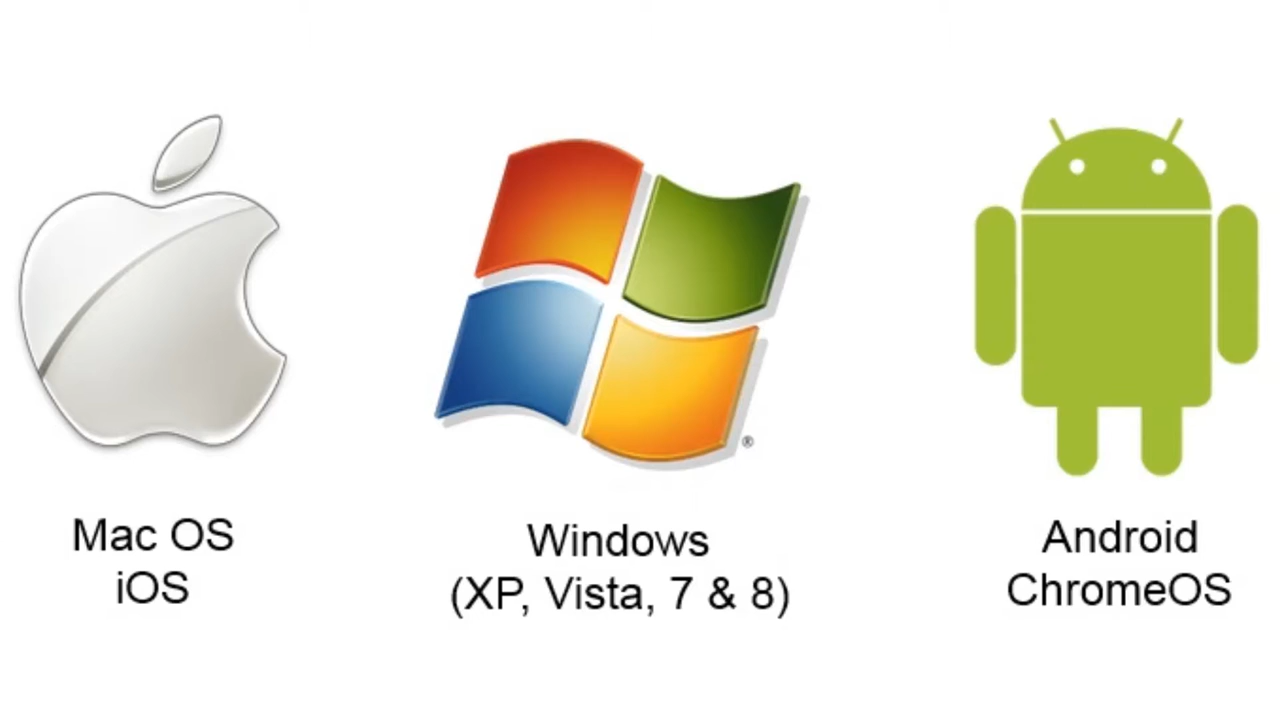 Mac OS
iOS
Windows
(XP, Vista, 7 & 8)
Android
ChromeOS
®